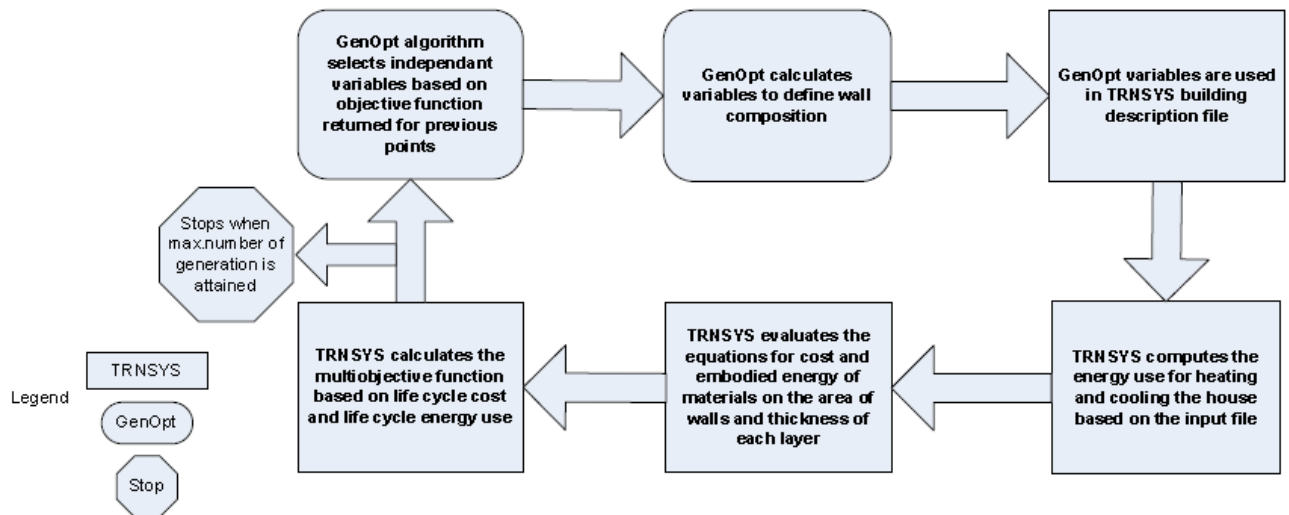 GenOpt algorithm
selects independant
variables based on
objective function
returned for previous
points
GenOpt calculates
variables to define wall
composition
GenOpt variables are used
in TRNSYS building
description file
Stops when
max.number of
generation is
attained
TRNSYS calculates the
multiobjective function
based on life cycle cost
and life cycle energy use
TRNSYS evaluates the
equations for cost and
embodied energy of
materials on the area of
walls and thickness of
each layer
TRNSYS computes the
energy use for heating
and cooling the house
based on the input file
Legend
TRNSYS
GenOpt
Stop